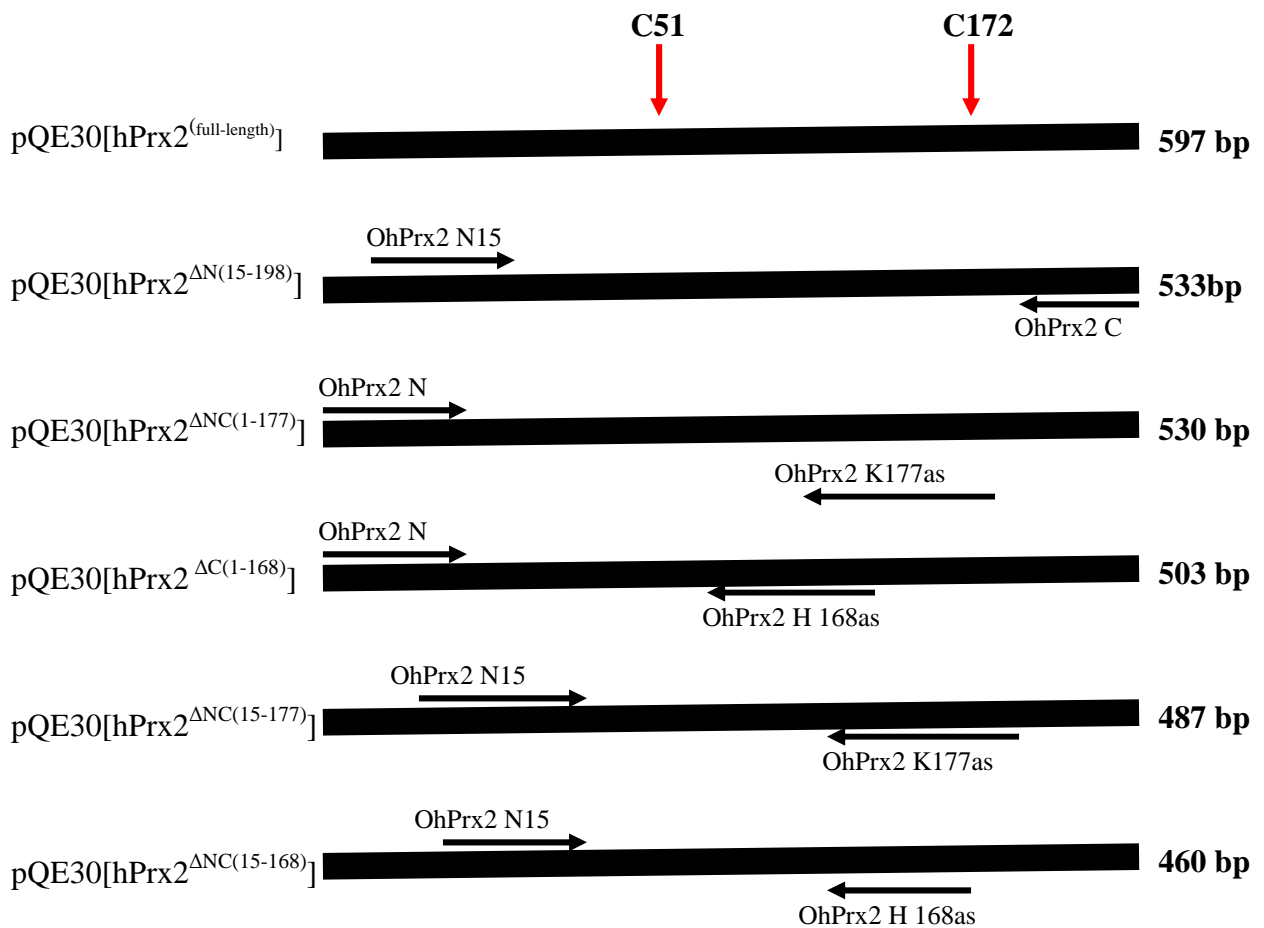 C51 C172
pQE30[hPrx2(full-length)] 597 bp
OhPrx2 N15
pQE30[hPrx2ΔN(15-198)] 533bp
OhPrx2 C
OhPrx2 N
pQE30[hPrx2ΔNC(1-177)] 530 bp
OhPrx2 K177as
OhPrx2 N
pQE30[hPrx2 ΔC(1-168)] 503 bp
OhPrx2 H 168as
OhPrx2 N15
pQE30[hPrx2ΔNC(15-177)] 487 bp
OhPrx2 K177as
OhPrx2 N15
pQE30[hPrx2ΔNC(15-168)] 460 bp
OhPrx2 H 168as